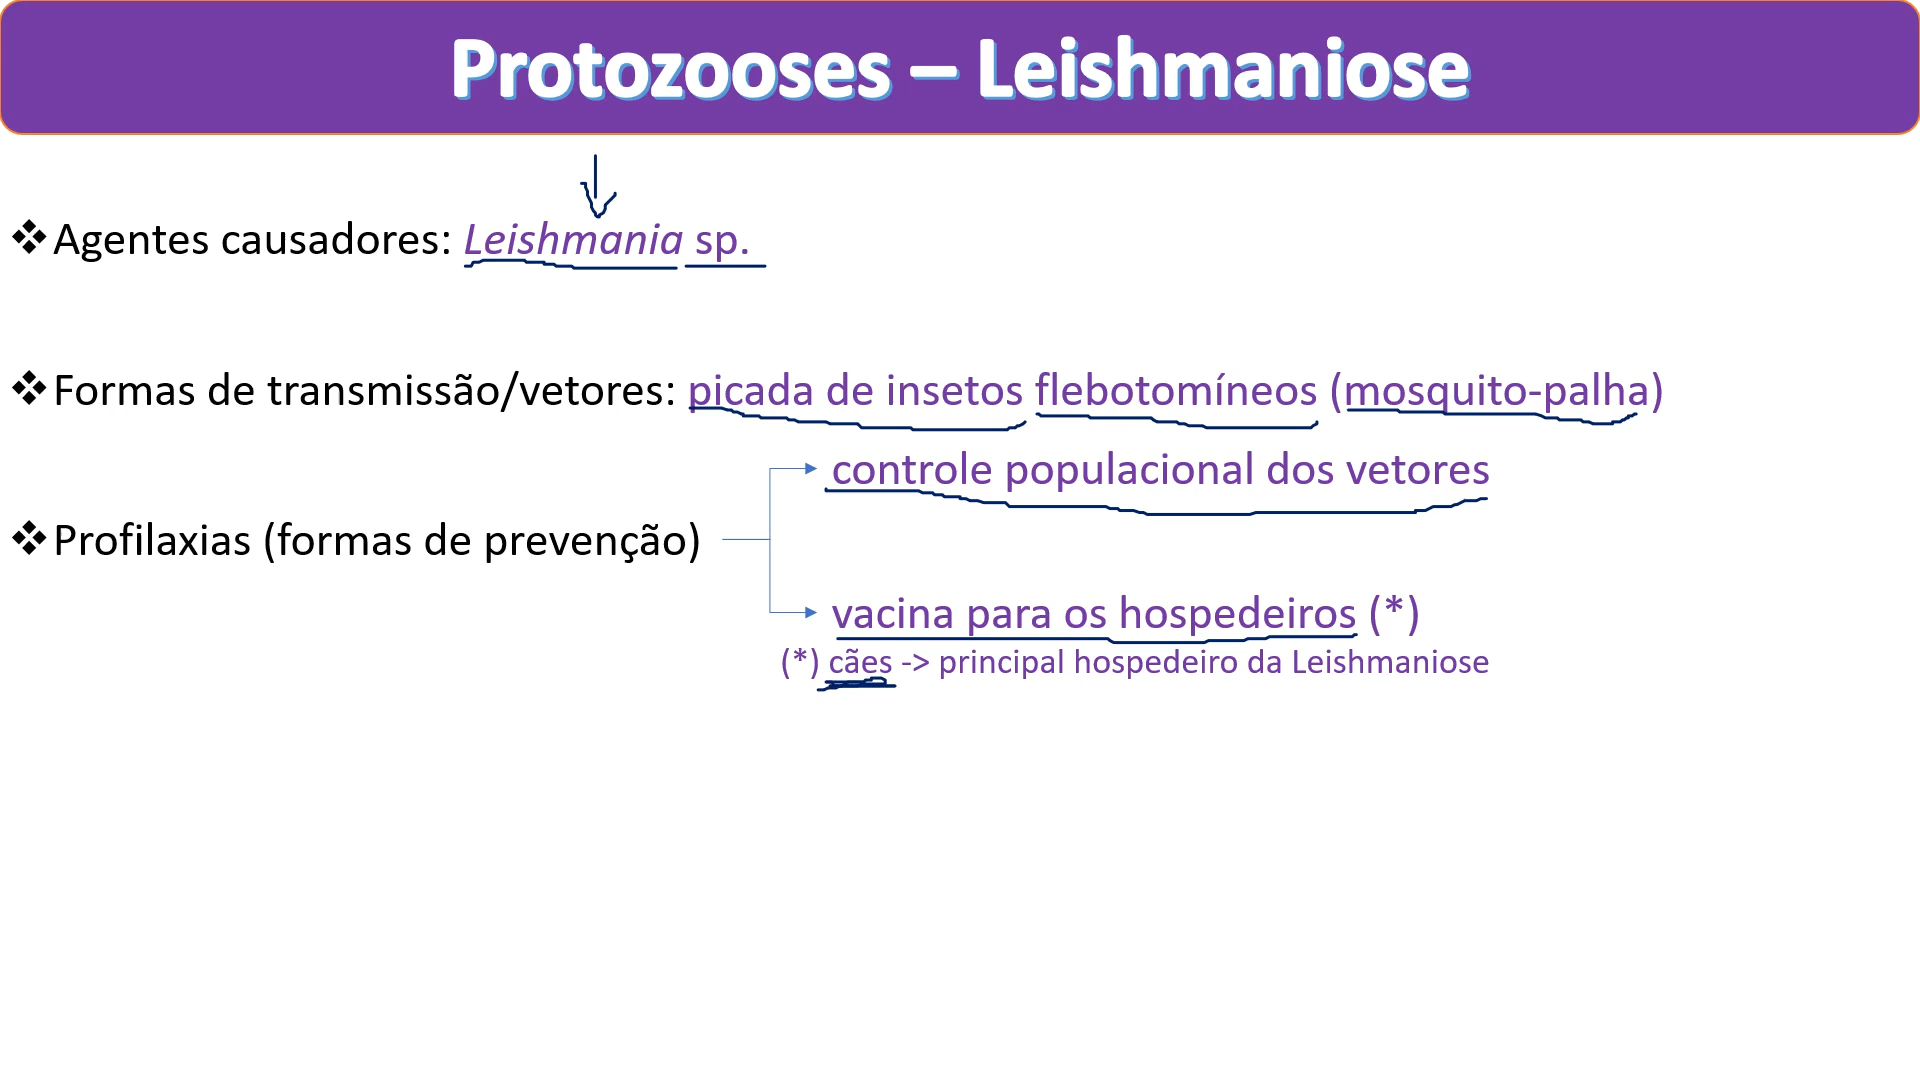 Protozooses – Leishmaniose
❖Agentes causadores: Leishmania sp.
❖Formas de transmissão/vetores: picada de insetos flebotomíneos (mosquito-palha)
controle populacional dos vetores
❖Profilaxias (formas de prevenção)
vacina para os hospedeiros (*)
(*) cães -> principal hospedeiro da Leishmaniose